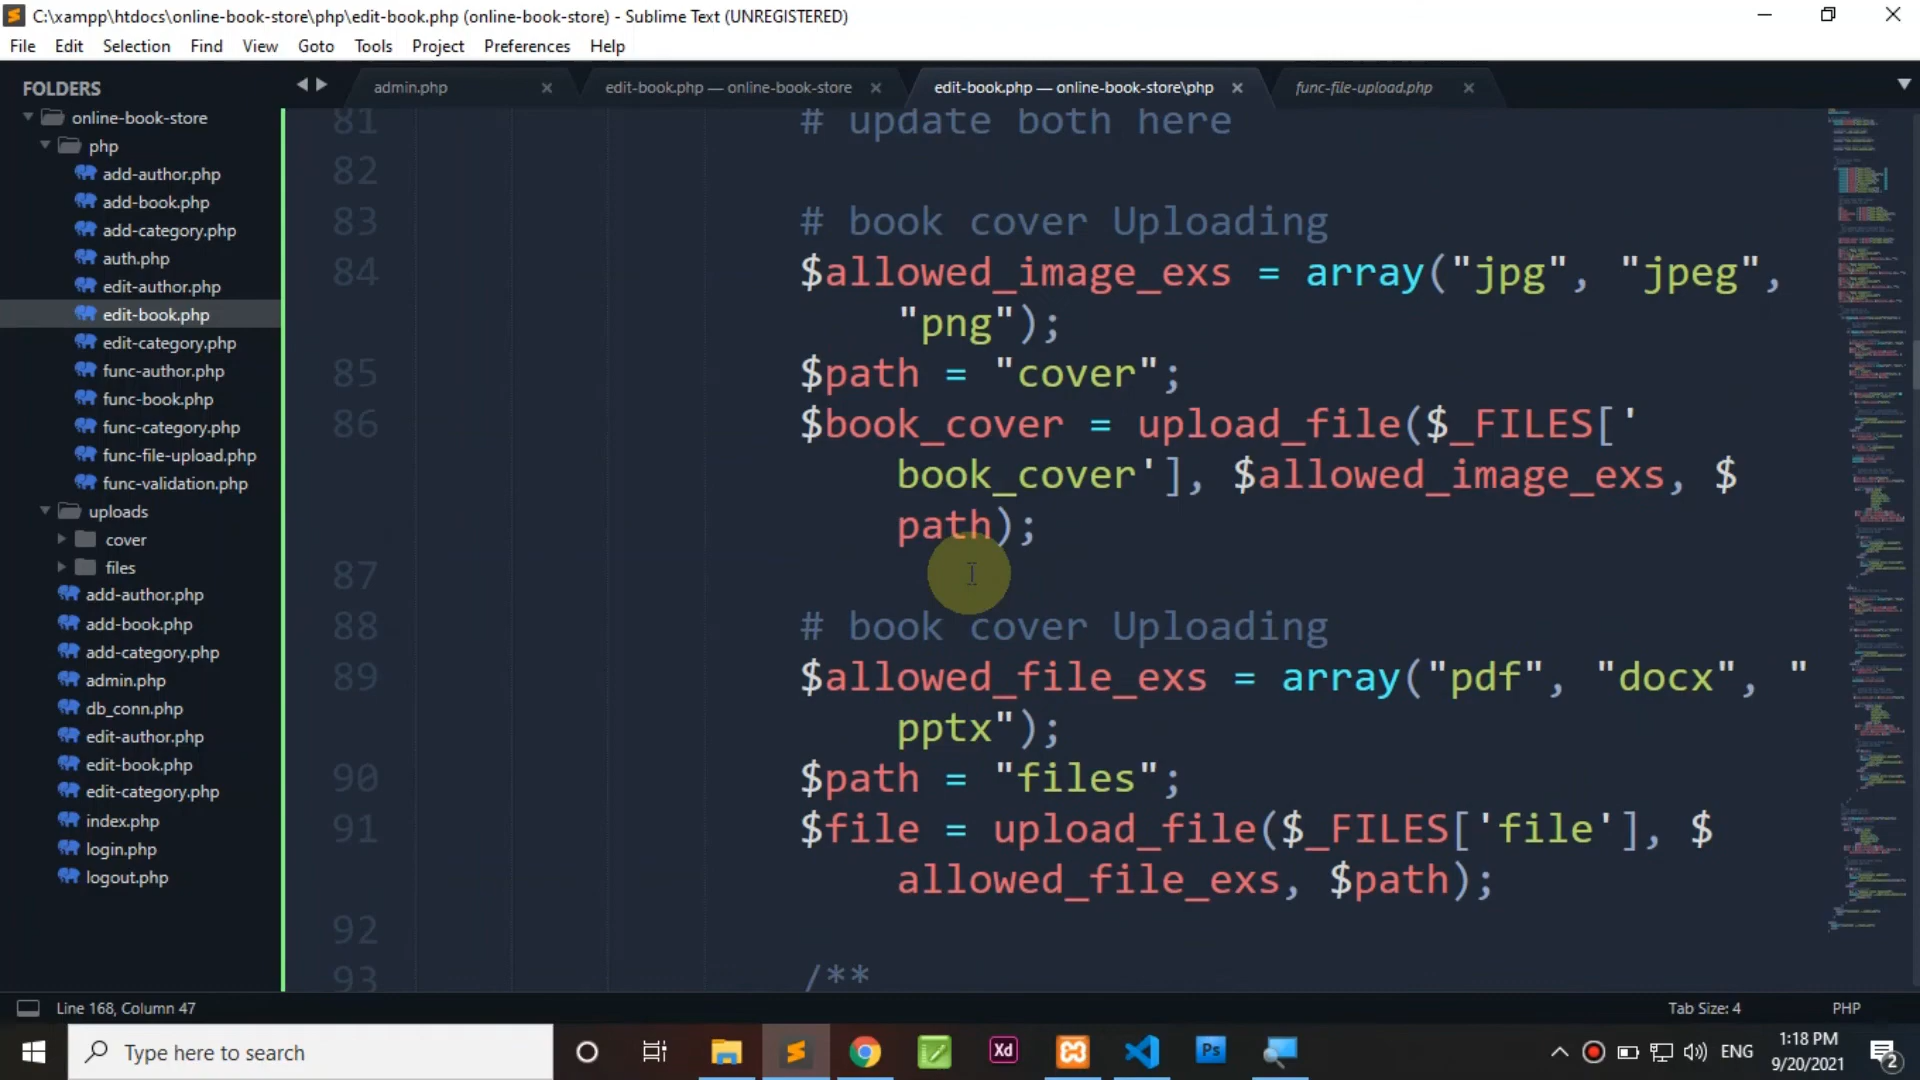 C:\xampp\htdocs\online-book-store\php\edit-book.php (online-book-store) - Sublime Text (UNREGISTERED)
File Edit Selection Find View Goto Tools Project Preferences Help
FOLDERS
online-book-store
php
add-author.php
add-book.php
add-category.php
auth.php
edit-author.php
edit-book.php
edit-category.php
func-author.php
func-book.php
func-category.php
func-file-upload.php
func-validation.php
uploads
cover
files
add-author.php
add-book.php
add-category.php
admin.php
db_conn.php
edit-author.php
edit-book.php
edit-category.php
index.php
login.php
logout.php
admin.php edit-book.php — online-book-store edit-book.php — online-book-store\php func-file-upload.php
81 # update both here
82
83 # book cover Uploading
84 $allowed_image_exs = array("jpg", "jpeg",
"png");
85 $path = "cover";
86 $book_cover = upload_file($_FILES['
book_cover'], $allowed_image_exs, $
path);
87
88 # book cover Uploading
89 $allowed_file_exs = array("pdf", "docx", "
pptx");
90 $path = "files";
91 $file = upload_file($_FILES['file'], $
allowed_file_exs, $path);
92
93 /**
Line 168, Column 47
Tab Size: 4 PHP
Type here to search
Xd
Ps
ENG
1:18 PM
9/20/2021
2